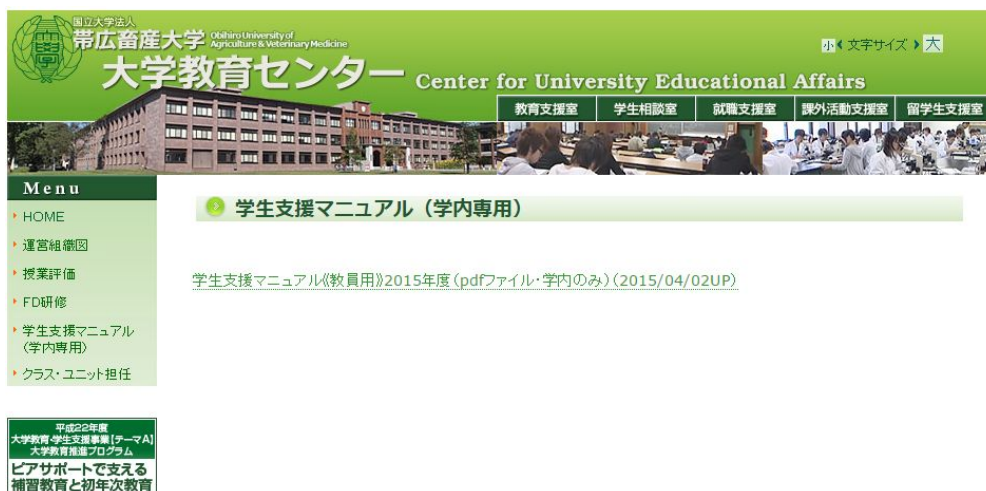 国立大学法人
帯広畜産大学 Obihiro University of
Agriculture & Veterinary Medicine
小 文字サイズ 大
大学教育センター Center for University Educational Affairs
教育支援室 学生相談室 就職支援室 課外活動支援室 留学生支援室
Menu
HOME
運営組織図
授業評価
FD研修
学生支援マニュアル
(学内専用)
クラス・ユニット担任
学生支援マニュアル（学内専用）
学生支援マニュアル《教員用》2015年度(pdfファイル・学内のみ)(2015/04/02UP)
平成22年度
大学教育・学生支援事業【テーマA】
大学教育推進プログラム
ピアサポートで支える
補習教育と初年次教育